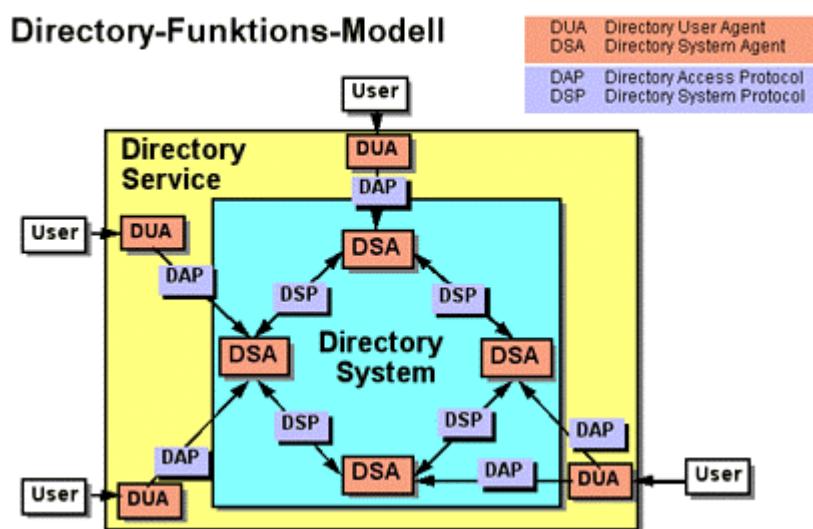 Directory-Funktions-Modell
DUA Directory User Agent
DSA Directory System Agent
DAP Directory Access Protocol
DSP Directory System Protocol
User
Directory
Service
DUA
DAP
User
DUA
DAP
DSA
DSP
DSP
DSA
Directory
System
DSA
DSP
DSP
DAP
DAP
DSA
DAP
User
DUA
DUA
User